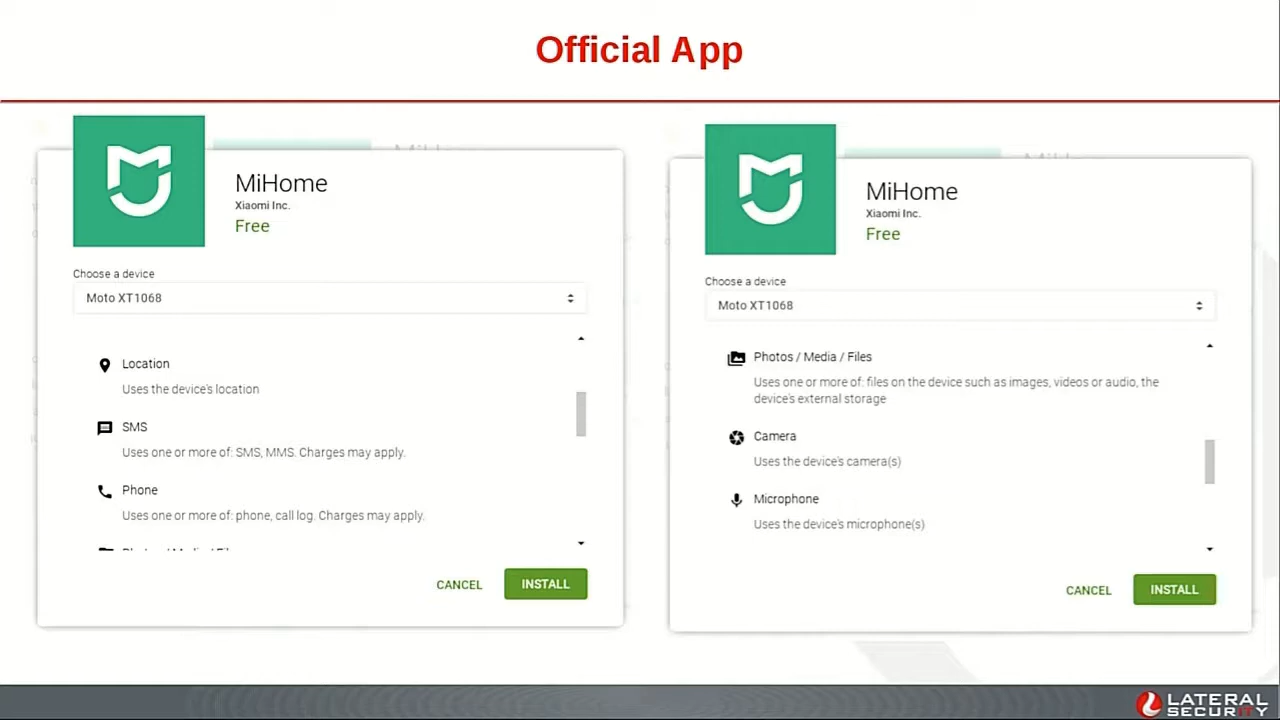 Official App
MiHome
Xiaomi Inc.
Free
Choose a device
Moto XT1068
Location
Uses the device's location
SMS
Uses one or more of: SMS, MMS. Charges may apply.
Phone
Uses one or more of: phone, call log. Charges may apply.
CANCEL
INSTALL
MiHome
Xiaomi Inc.
Free
Choose a device
Moto XT1068
Photos / Media / Files
Uses one or more of: files on the device such as images, videos or audio, the
device's external storage
Camera
Uses the device's camera(s)
Microphone
Uses the device's microphone(s)
CANCEL
INSTALL
LATERAL
SECURITY